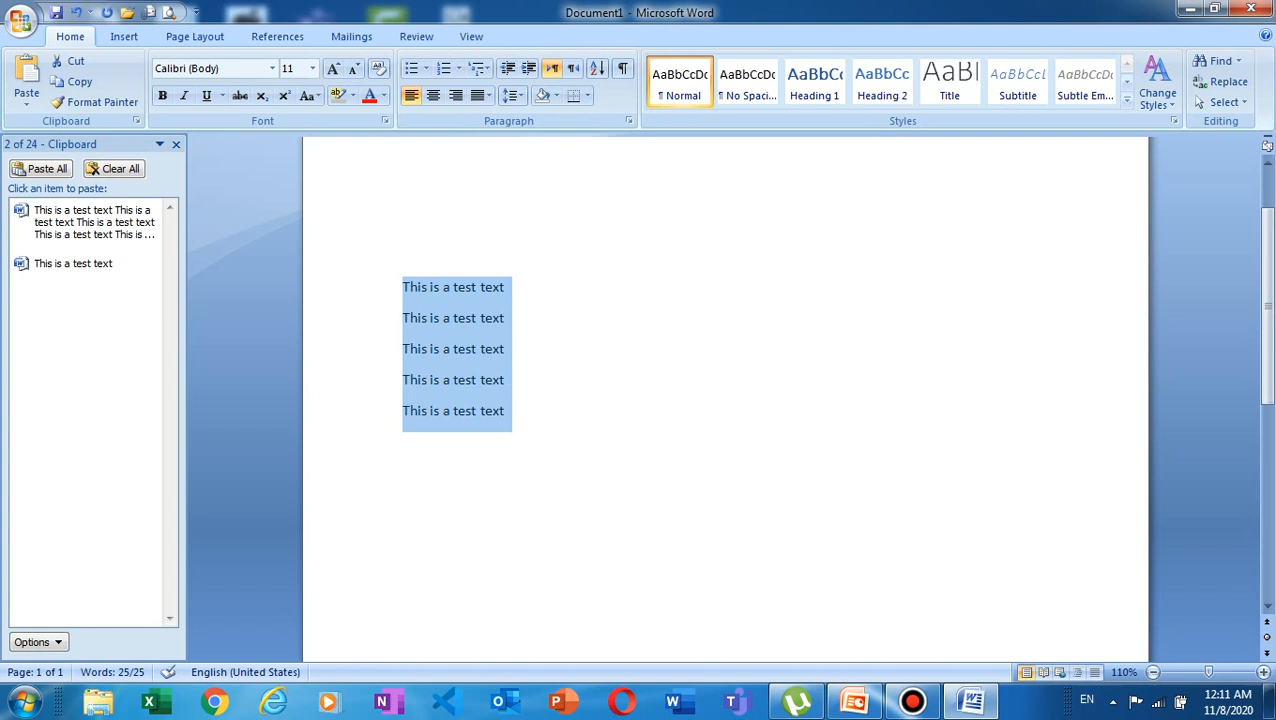 Document1 - Microsoft Word
Home Insert Page Layout References Mailings Review View
Paste
Cut
Copy
Format Painter
Clipboard
Calibri (Body) 11
Font
Paragraph
AaBbCcDc AaBbCcDc AaBbC AaBbCc AaB AaBbCcL AaBbCcDc
¶ Normal ¶ No Spaci... Heading 1 Heading 2 Title Subtitle Subtle Em...
Change
Styles
Styles
Find
Replace
Select
Editing
2 of 24 - Clipboard
Paste All Clear All
Click an item to paste:
This is a test text This is a
test text This is a test text
This is a test text This is ...
This is a test text
Options
This is a test text
This is a test text
This is a test text
This is a test text
This is a test text
Page: 1 of 1 Words: 25/25 English (United States) 110%
EN 12:11 AM
11/8/2020